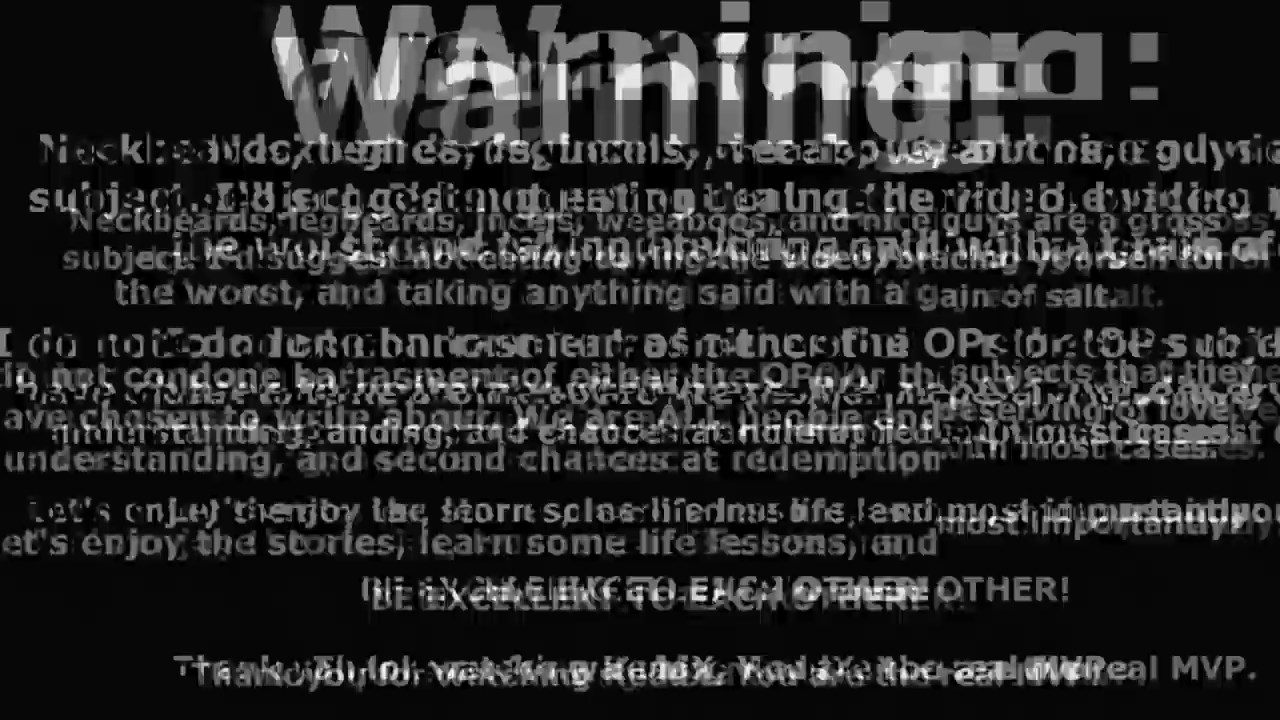 Warning:
Neckbeards, legbeards, incels, weeaboos, and nice guys are a gross
subject. I'd suggest not eating during the video, bracing yourself for
the worst, and taking anything said with a gain of salt.
I do not condone harrasment of either the OPs or the subjects that they
have chosen to write about. We are ALL people and deserving of love,
understanding, and second chances at redemption in most cases.
Let's enjoy the stories, learn some life lessons, and most importantly
BE EXCELLENT TO EACH OTHER!
Thank you for watching ReddX. You are the real MVP.